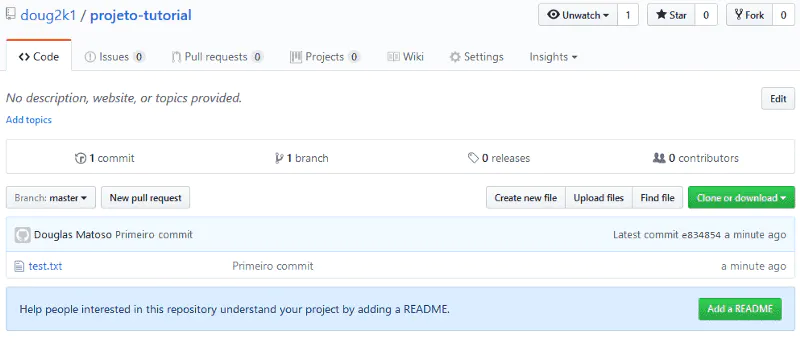 doug2k1 / projeto-tutorial Unwatch 1 Star 0 Fork 0
Code Issues 0 Pull requests 0 Projects 0 Wiki Settings Insights
No description, website, or topics provided. Edit
Add topics
1 commit 1 branch 0 releases 0 contributors
Branch: master New pull request Create new file Upload files Find file Clone or download
Douglas Matoso Primeiro commit Latest commit e834854 a minute ago
test.txt Primeiro commit a minute ago
Help people interested in this repository understand your project by adding a README. Add a README